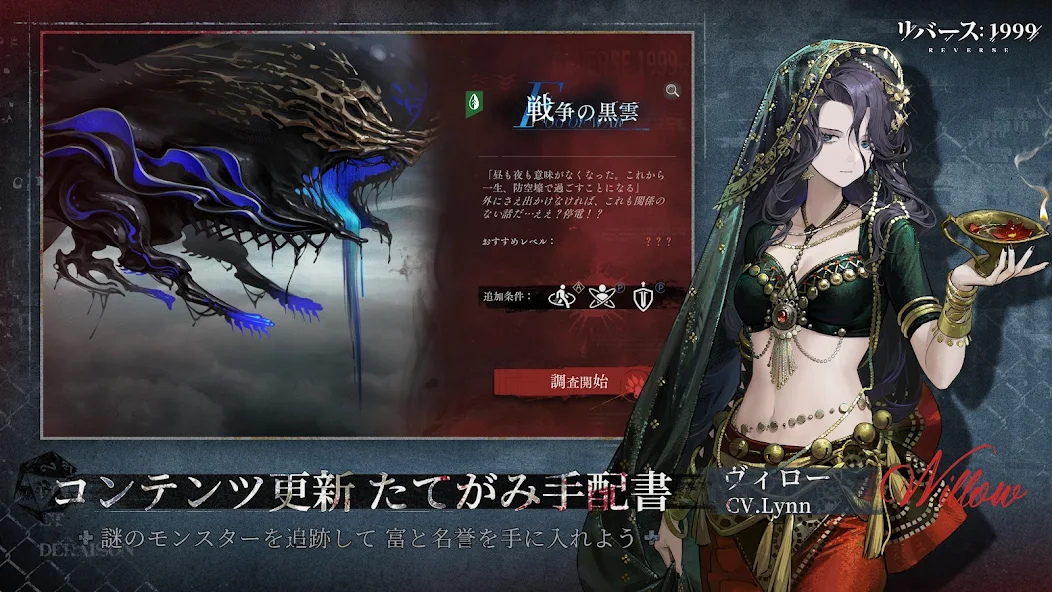 リバース：1999
REVERSE
戦争の黒雲
「昼も夜も意味がなくなった。これから
一生、防空壕で過ごすことになる」
外にさえ出かけなければ、これも関係の
ない話だ…ええ？停電！？
おすすめレベル：
？？？
追加条件：
A
P
P
調査開始
コンテンツ更新 たてがみ手配書
謎のモンスターを追跡して 富と名誉を手に入れよう
ヴィロー
CV.Lynn
Willow